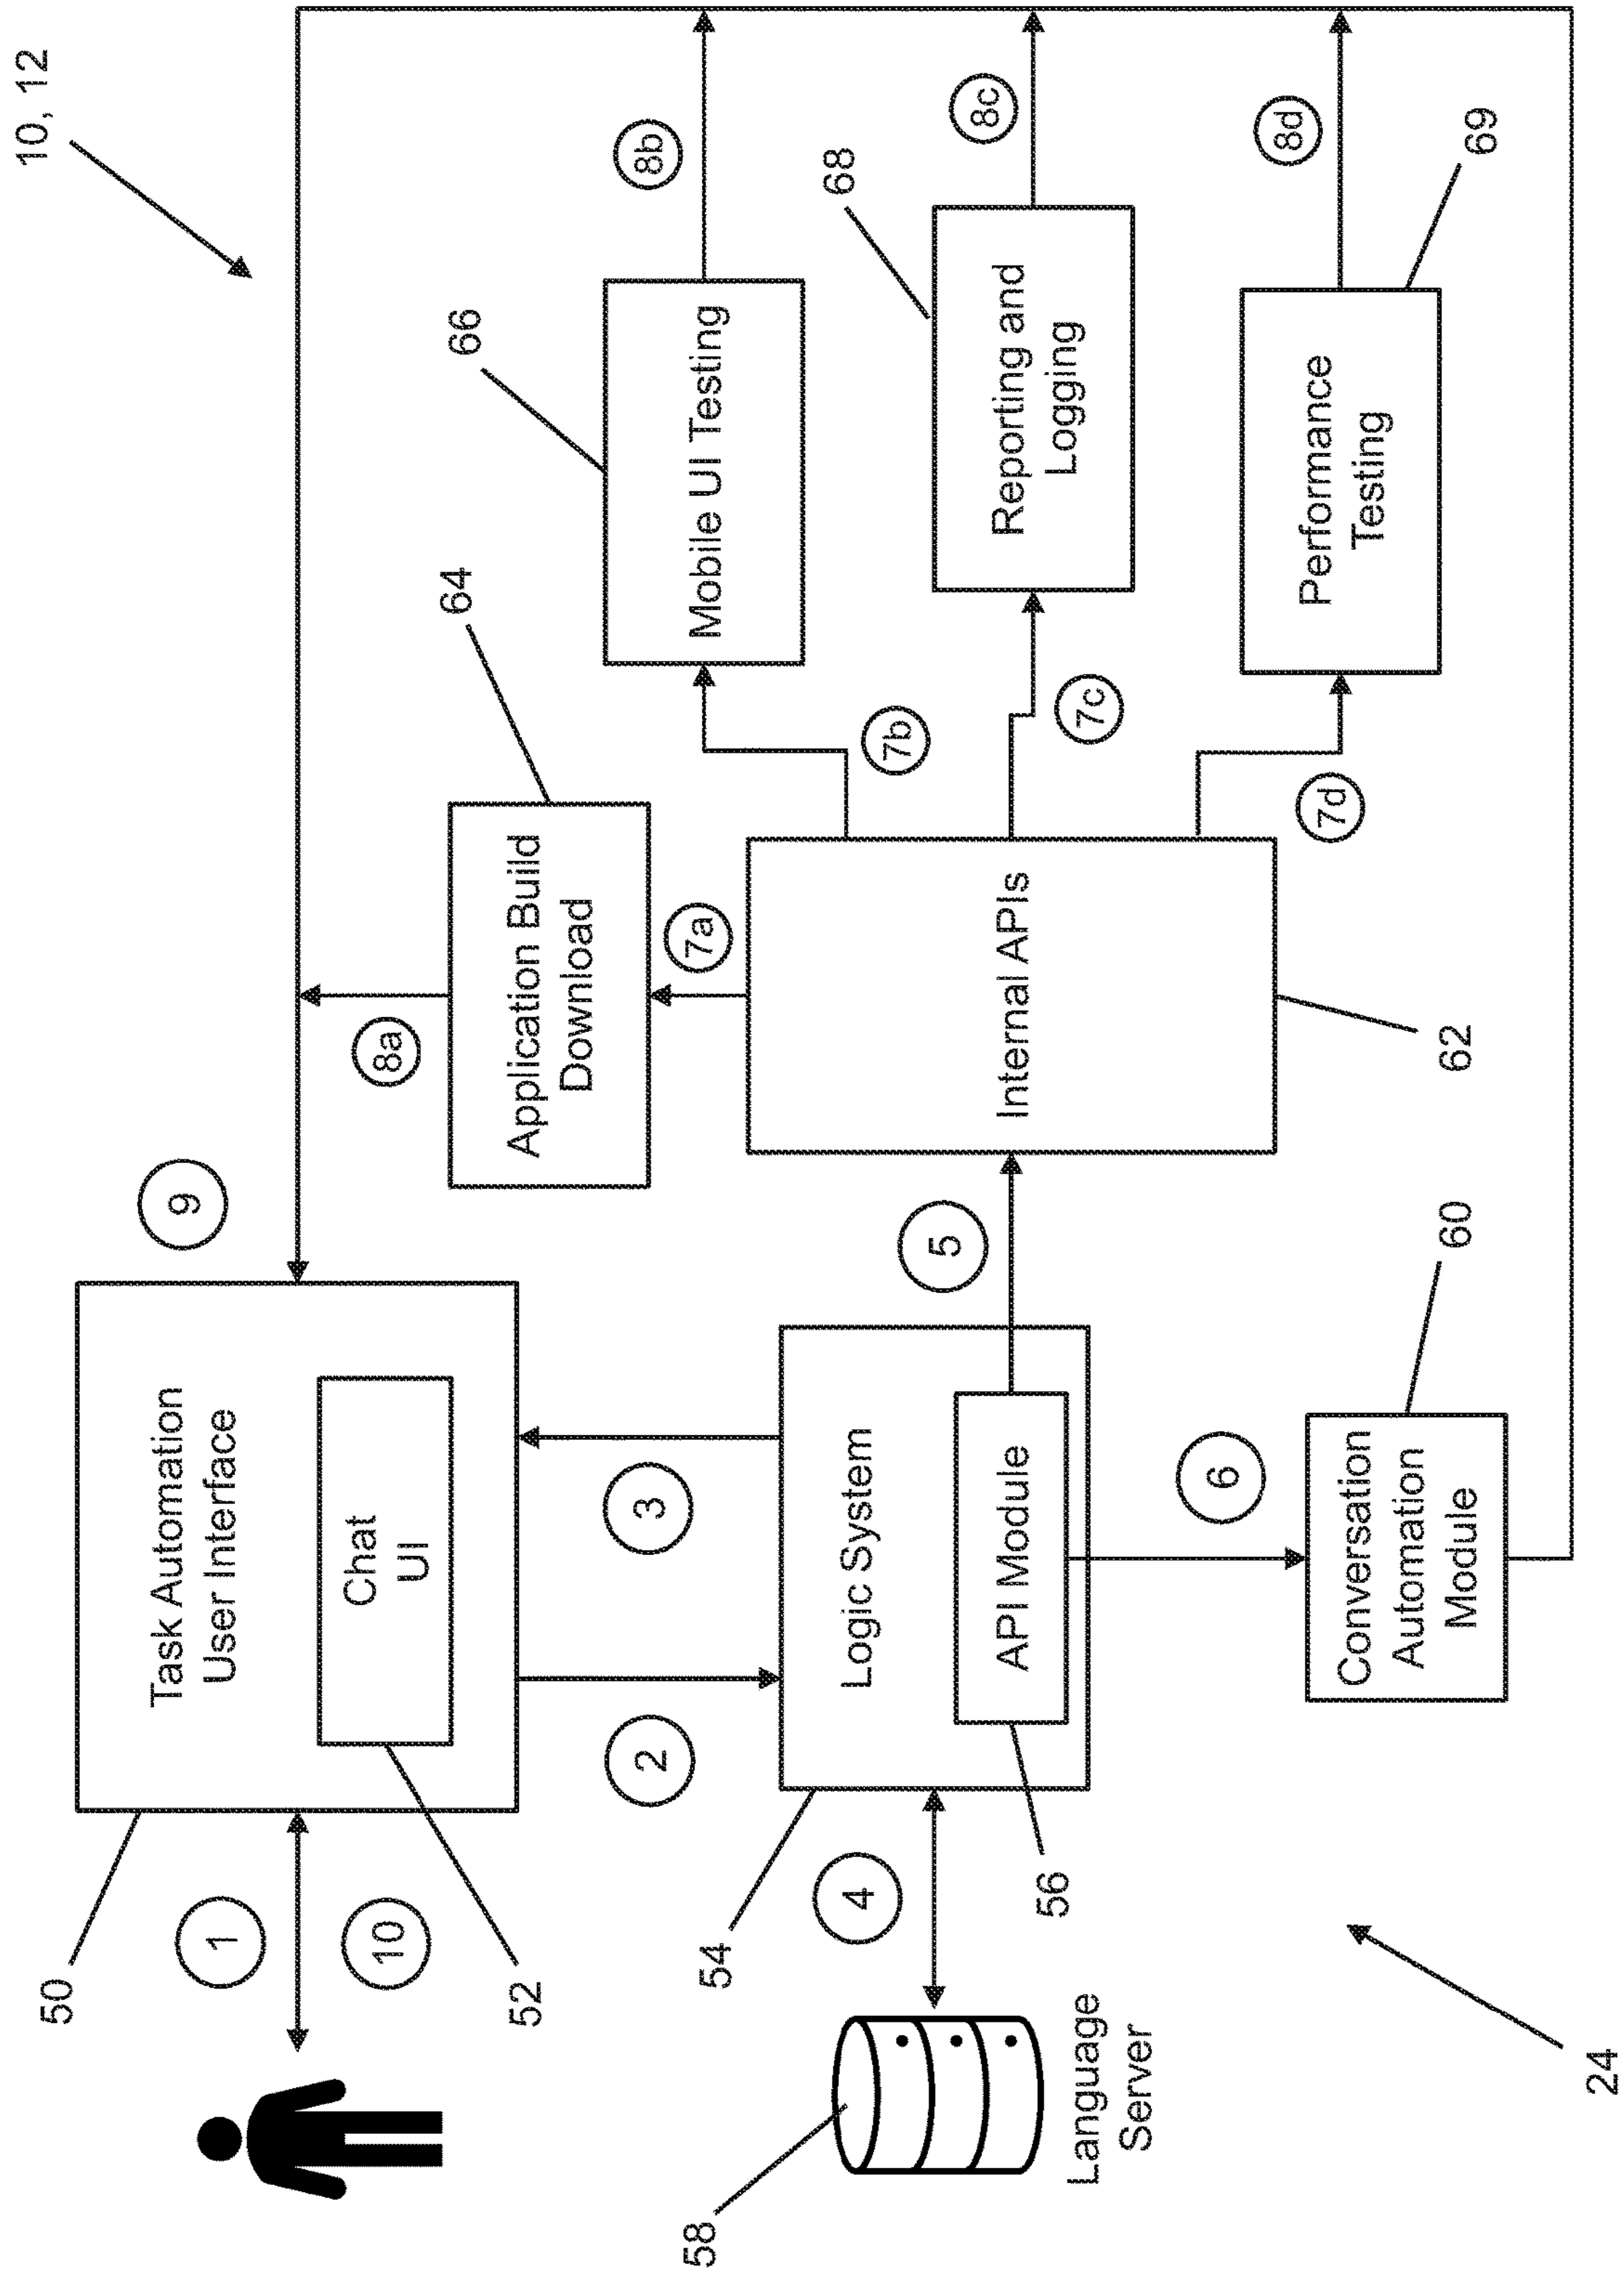 10, 12
50
1
10
52
Task Automation
User Interface
Chat
UI
9
2
3
8a
64
Application Build
Download
7a
66
Mobile UI Testing
8b
7b
58
Language
Server
4
54
Logic System
API Module
56
5
Internal APIs
62
7c
68
Reporting and
Logging
8c
7d
Performance
Testing
69
8d
6
Conversation
Automation
Module
60
24